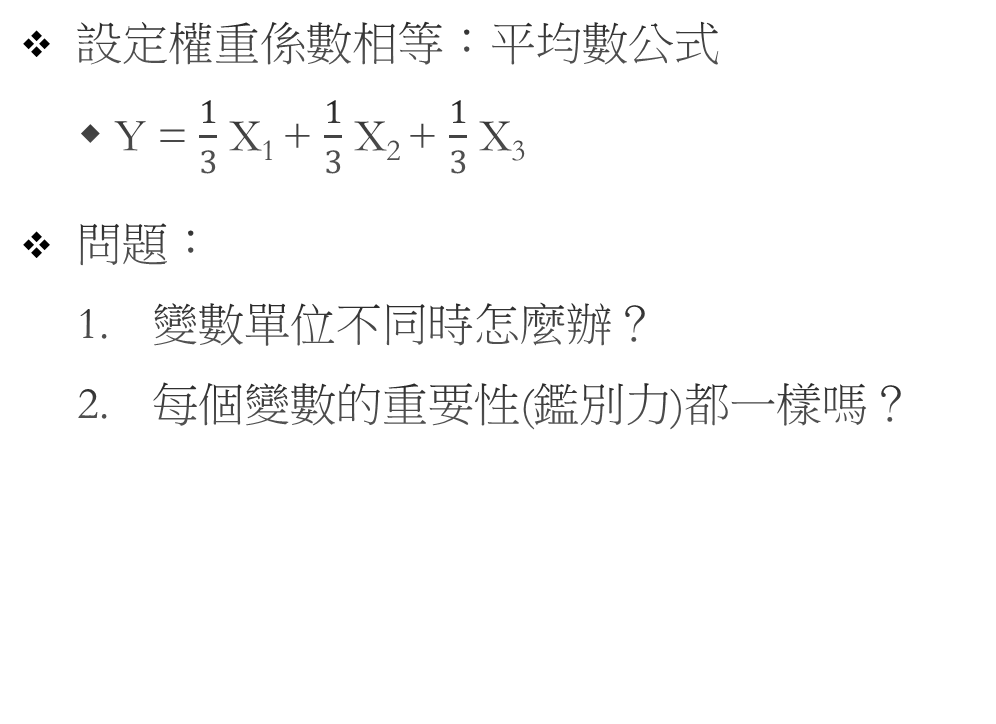 ❖ 設定權重係數相等：平均數公式
◆ Y = 1/3 X₁ + 1/3 X₂ + 1/3 X₃
❖ 問題：
1. 變數單位不同時怎麼辦？
2. 每個變數的重要性(鑑別力)都一樣嗎？